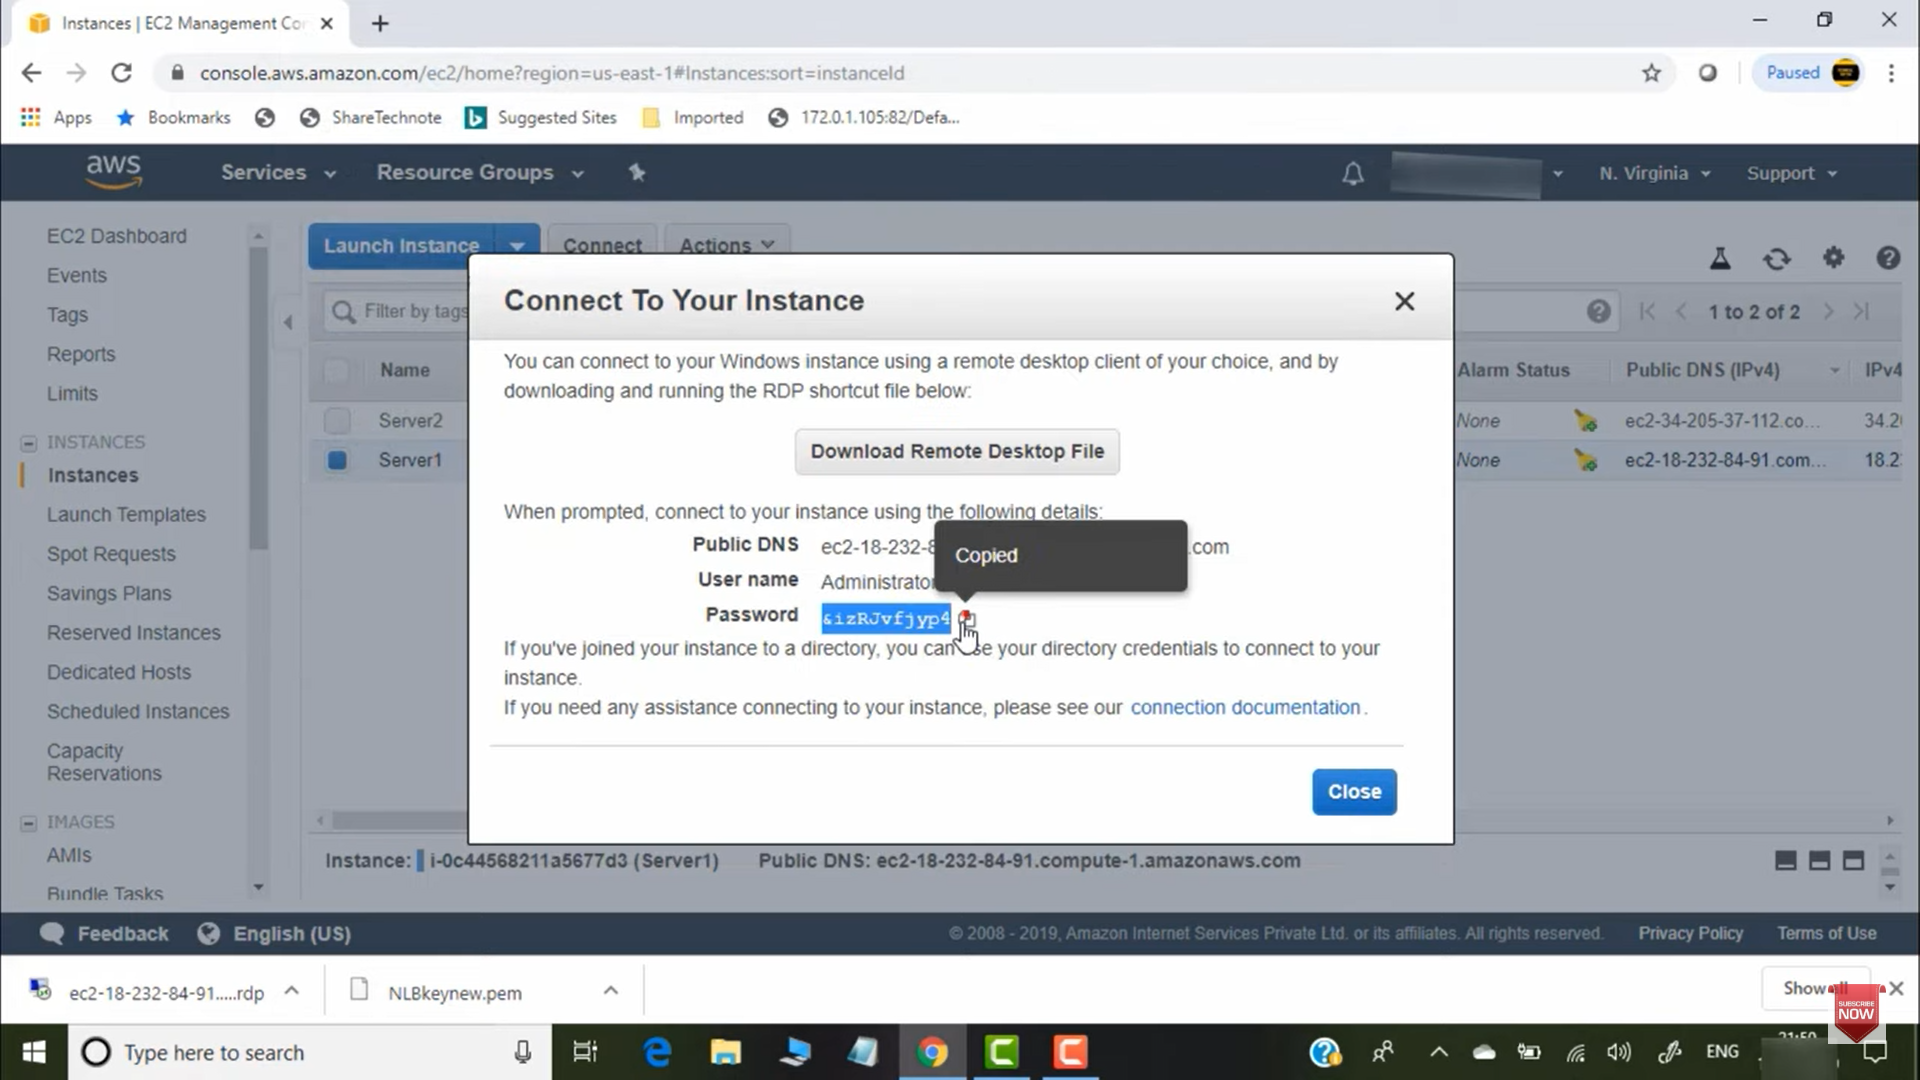 Instances | EC2 Management Con
console.aws.amazon.com/ec2/home?region=us-east-1#Instances:sort=instanceId
Paused
Apps
Bookmarks
ShareTechnote
Suggested Sites
Imported
172.0.1.105:82/Defa...
aws
Services
Resource Groups
N. Virginia
Support
EC2 Dashboard
Events
Tags
Reports
Limits
INSTANCES
Instances
Launch Templates
Spot Requests
Savings Plans
Reserved Instances
Dedicated Hosts
Scheduled Instances
Capacity
Reservations
IMAGES
AMIs
Bundle Tasks
Launch Instance
Connect
Actions
Filter by tags
1 to 2 of 2
Name
Alarm Status
Public DNS (IPv4)
IPv4
Server2
None
ec2-34-205-37-112.co...
34.20
Server1
None
ec2-18-232-84-91.com...
18.2
Connect To Your Instance
You can connect to your Windows instance using a remote desktop client of your choice, and by
downloading and running the RDP shortcut file below:
Download Remote Desktop File
When prompted, connect to your instance using the following details:
Public DNS ec2-18-232-8 .com
Copied
User name Administrator
Password &izRJvfjyp4
If you've joined your instance to a directory, you can use your directory credentials to connect to your
instance.
If you need any assistance connecting to your instance, please see our connection documentation.
Close
Instance: i-0c44568211a5677d3 (Server1) Public DNS: ec2-18-232-84-91.compute-1.amazonaws.com
Feedback
English (US)
© 2008 - 2019, Amazon Internet Services Private Ltd. or its affiliates. All rights reserved.
Privacy Policy
Terms of Use
ec2-18-232-84-91.....rdp
NLBkeynew.pem
Show all
SUBSCRIBE
NOW
Type here to search
ENG